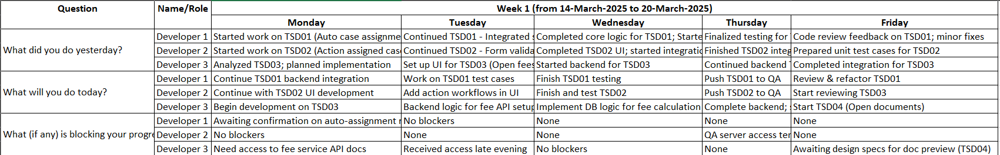 Question Name/Role Week 1 (from 14-March-2025 to 20-March-2025)
Monday Tuesday Wednesday Thursday Friday
What did you do yesterday?
Developer 1 Started work on TSD01 (Auto case assignme Continued TSD01 - Integrated Completed core logic for TSD01; Starte Finalized testing for Code review feedback on TSD01; minor fixes
Developer 2 Started work on TSD02 (Action assigned cas Continued TSD02 - Form valida Completed TSD02 UI; started integratio Finished TSD02 integ Prepared unit test cases for TSD02
Developer 3 Analyzed TSD03; planned implementation Set up UI for TSD03 (Open fees Started backend for TSD03 Continued backend Completed integration for TSD03
What will you do today?
Developer 1 Continue TSD01 backend integration Work on TSD01 test cases Finish TSD01 testing Push TSD01 to QA Review & refactor TSD01
Developer 2 Continue with TSD02 UI development Add action workflows in UI Finish and test TSD02 Push TSD02 to QA Start reviewing TSD03
Developer 3 Begin development on TSD03 Backend logic for fee API setup Implement DB logic for fee calculation Complete backend; Start TSD04 (Open documents)
What (if any) is blocking your progre
Developer 1 Awaiting confirmation on auto-assignment No blockers None None None
Developer 2 No blockers None None QA server access ten None
Developer 3 Need access to fee service API docs Received access late evening No blockers None Awaiting design specs for doc preview (TSD04)